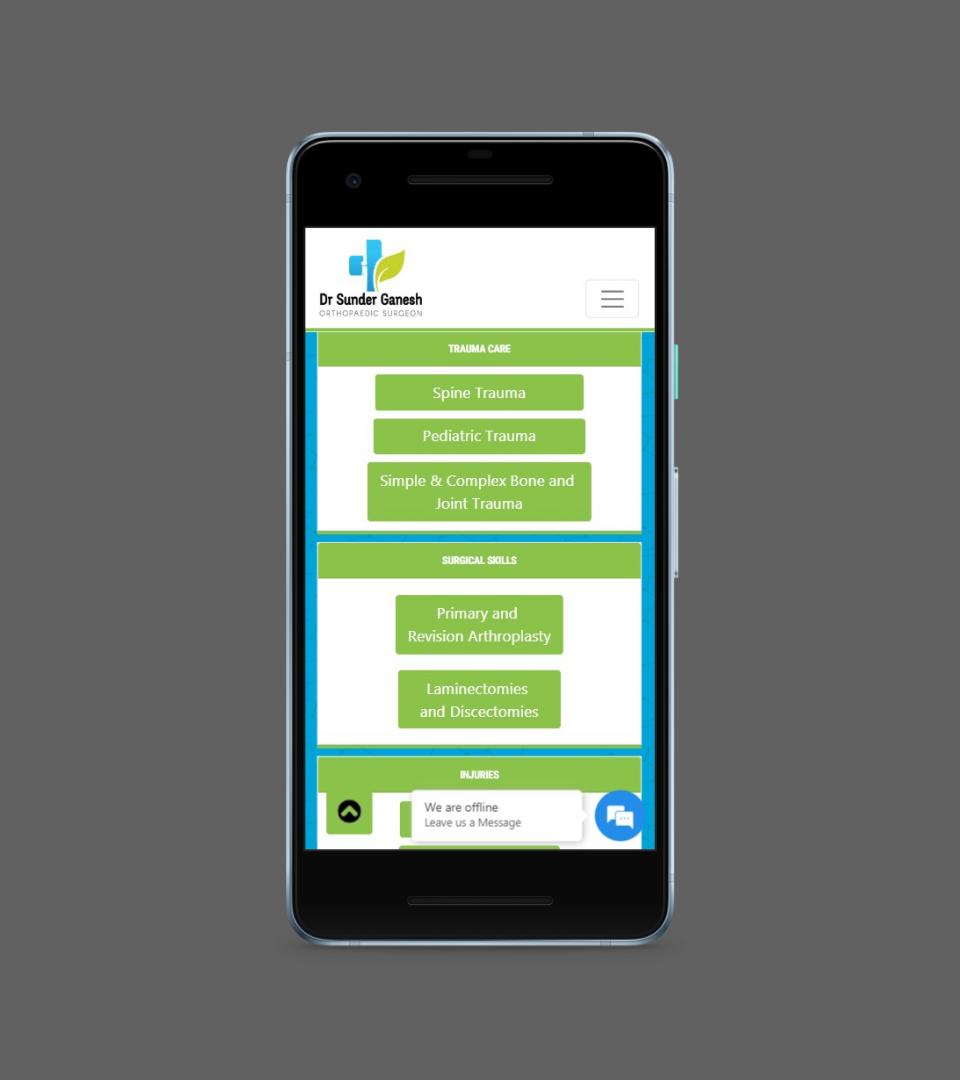 Dr Sunder Ganesh
ORTHOPAEDIC SURGEON
TRAUMA CARE
Spine Trauma
Pediatric Trauma
Simple & Complex Bone and
Joint Trauma
SURGICAL SKILLS
Primary and
Revision Arthroplasty
Laminectomies
and Discectomies
INJURIES
We are offline
Leave us a Message